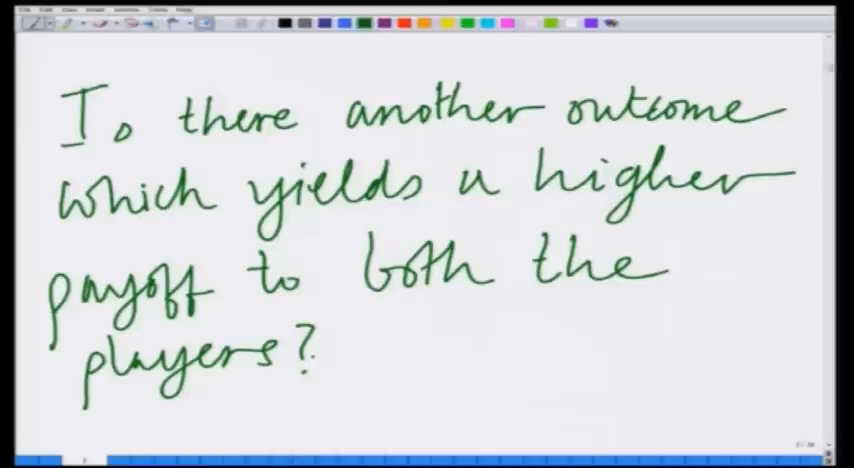 Is there another outcome
which yields a higher
payoff to both the
players?